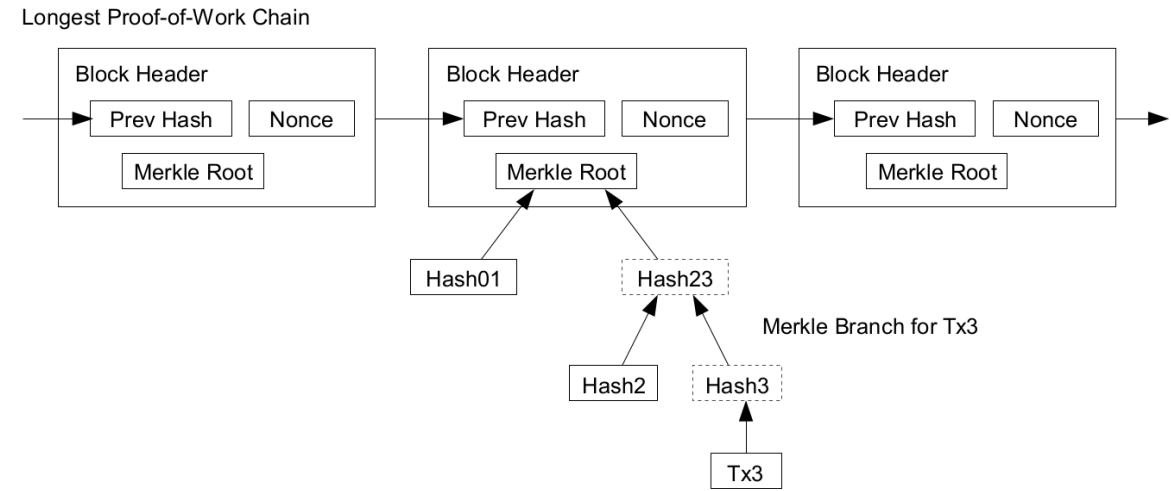 Longest Proof-of-Work Chain
Block Header
Prev Hash
Nonce
Merkle Root
Block Header
Prev Hash
Nonce
Merkle Root
Block Header
Prev Hash
Nonce
Merkle Root
Hash01
Hash23
Merkle Branch for Tx3
Hash2
Hash3
Tx3